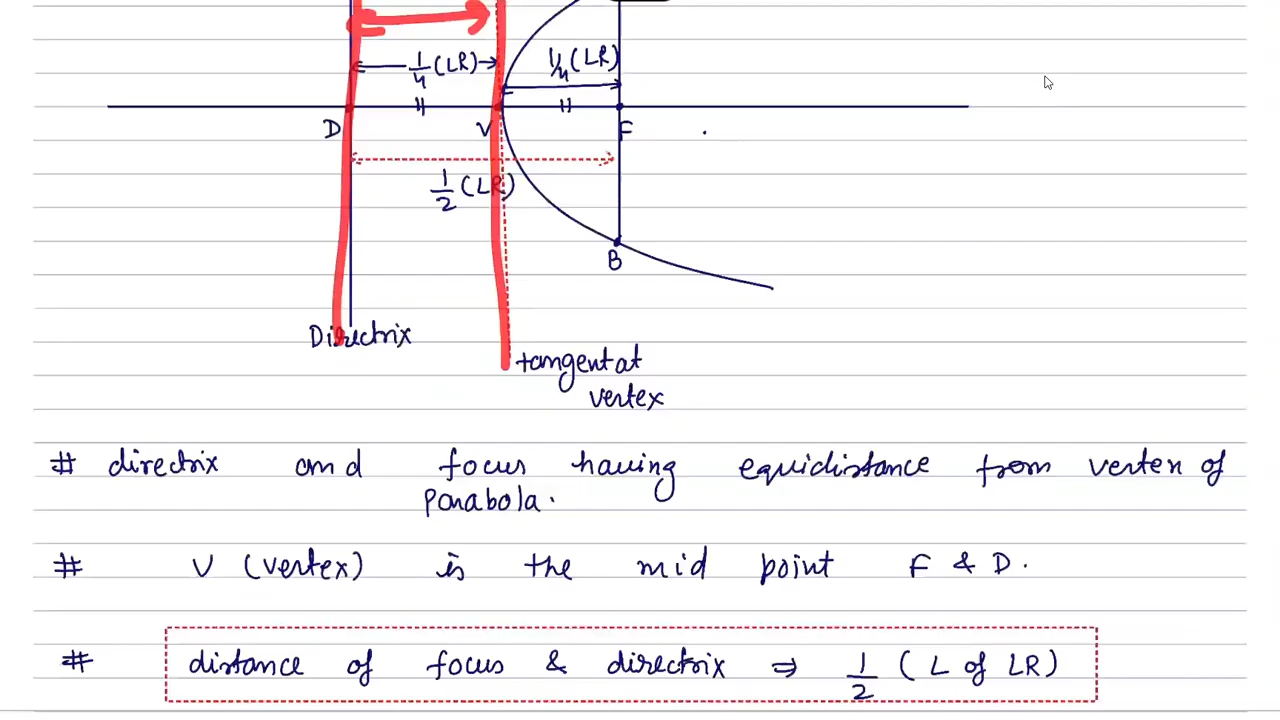 1/4 (LR)
1/4 (LR)
D
V
F
1/2 (LR)
B
Directrix
tangent at
vertex
# directrix and focus having equidistance from vertex of
parabola.
# V (vertex) is the mid point F & D.
# distance of focus & directrix ⇒ 1/2 (L of LR)